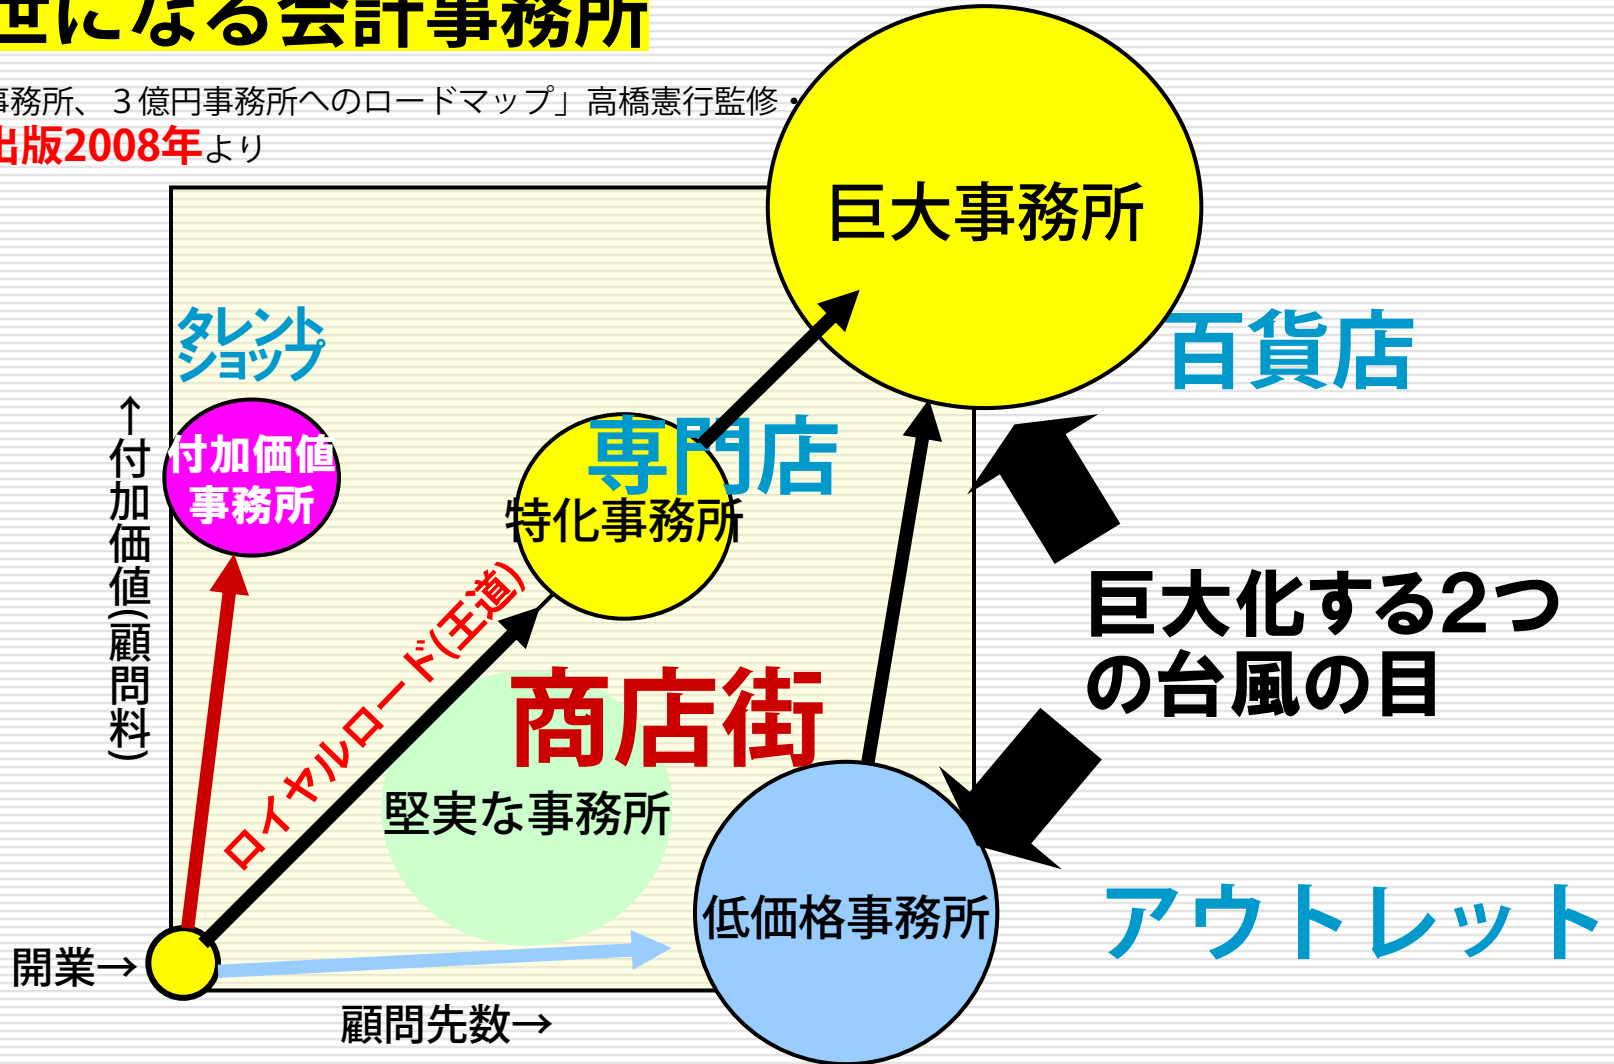 世になる会計事務所
事務所、３億円事務所へのロードマップ」高橋憲行監修・
出版2008年より
巨大事務所
タレント
ショップ
百貨店
←付加価値(顧問料)
付加価値
事務所
専門店
特化事務所
ロイヤルロード(王道)
巨大化する2つ
の台風の目
商店街
堅実な事務所
低価格事務所
アウトレット
開業→
顧問先数→